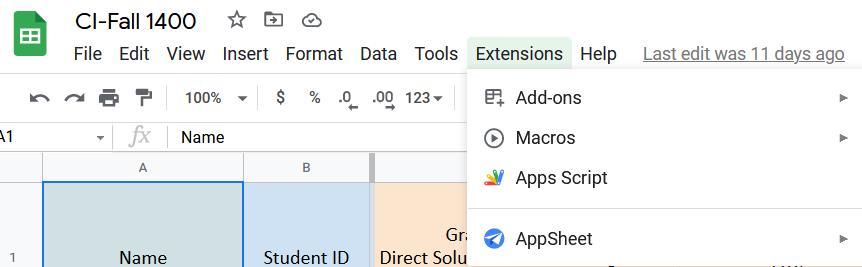 CI-Fall 1400
File Edit View Insert Format Data Tools Extensions Help Last edit was 11 days ago
100% $ % .0 .00 123
A1 fx Name
Add-ons
Macros
Apps Script
AppSheet
A B
Gra
1 Name Student ID Direct Solu